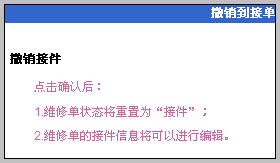 撤销到接单
撤销接件
点击确认后：
1.维修单状态将重置为“接件”；
2.维修单的接件信息将可以进行编辑。